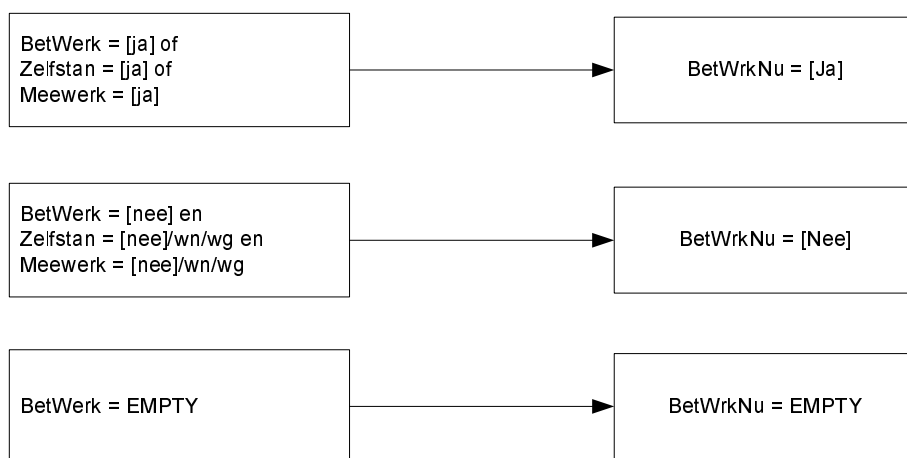 BetWerk = [ja] of
Zelfstan = [ja] of
Meewerk = [ja]
BetWrkNu = [Ja]
BetWerk = [nee] en
Zelfstan = [nee]/wn/wg en
Meewerk = [nee]/wn/wg
BetWrkNu = [Nee]
BetWerk = EMPTY
BetWrkNu = EMPTY